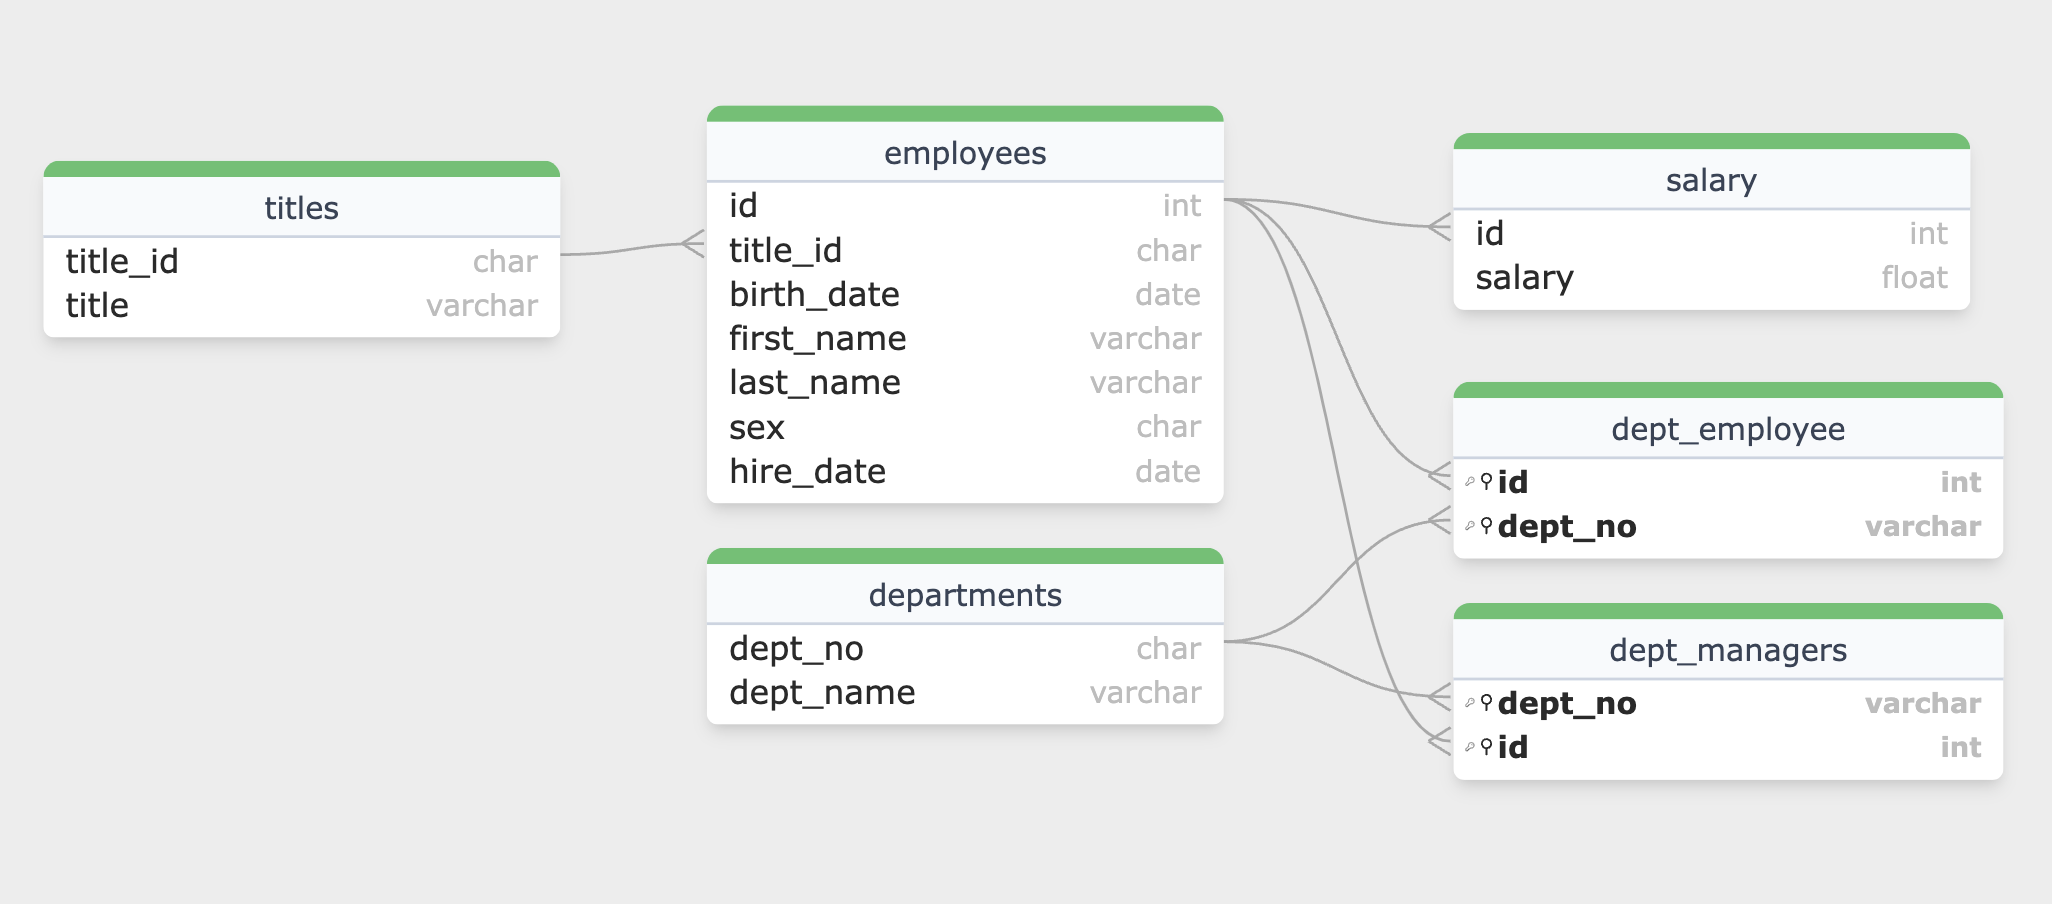 titles
title_id char
title varchar
employees
id int
title_id char
birth_date date
first_name varchar
last_name varchar
sex char
hire_date date
departments
dept_no char
dept_name varchar
salary
id int
salary float
dept_employee
id int
dept_no varchar
dept_managers
dept_no varchar
id int